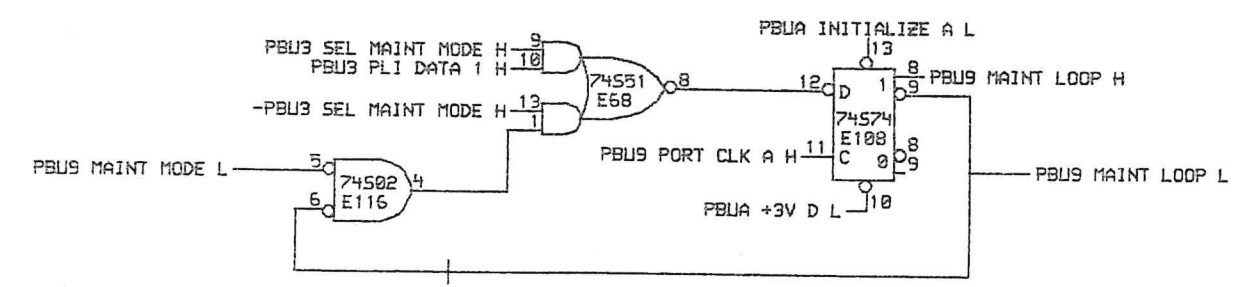 PBUA INITIALIZE A L
13
PBU3 SEL MAINT MODE H 9
PBU3 PLI DATA 1 H 10
74S51
E68
8
12
D
1
8
PBU9 MAINT LOOP H
9
-PBU3 SEL MAINT MODE H 13
1
74S74
E108
PBU9 PORT CLK A H 11
C
0
8
9
PBU9 MAINT MODE L
5
74S02
E116
4
6
PBU9 MAINT LOOP L
PBUA +3V D L
10